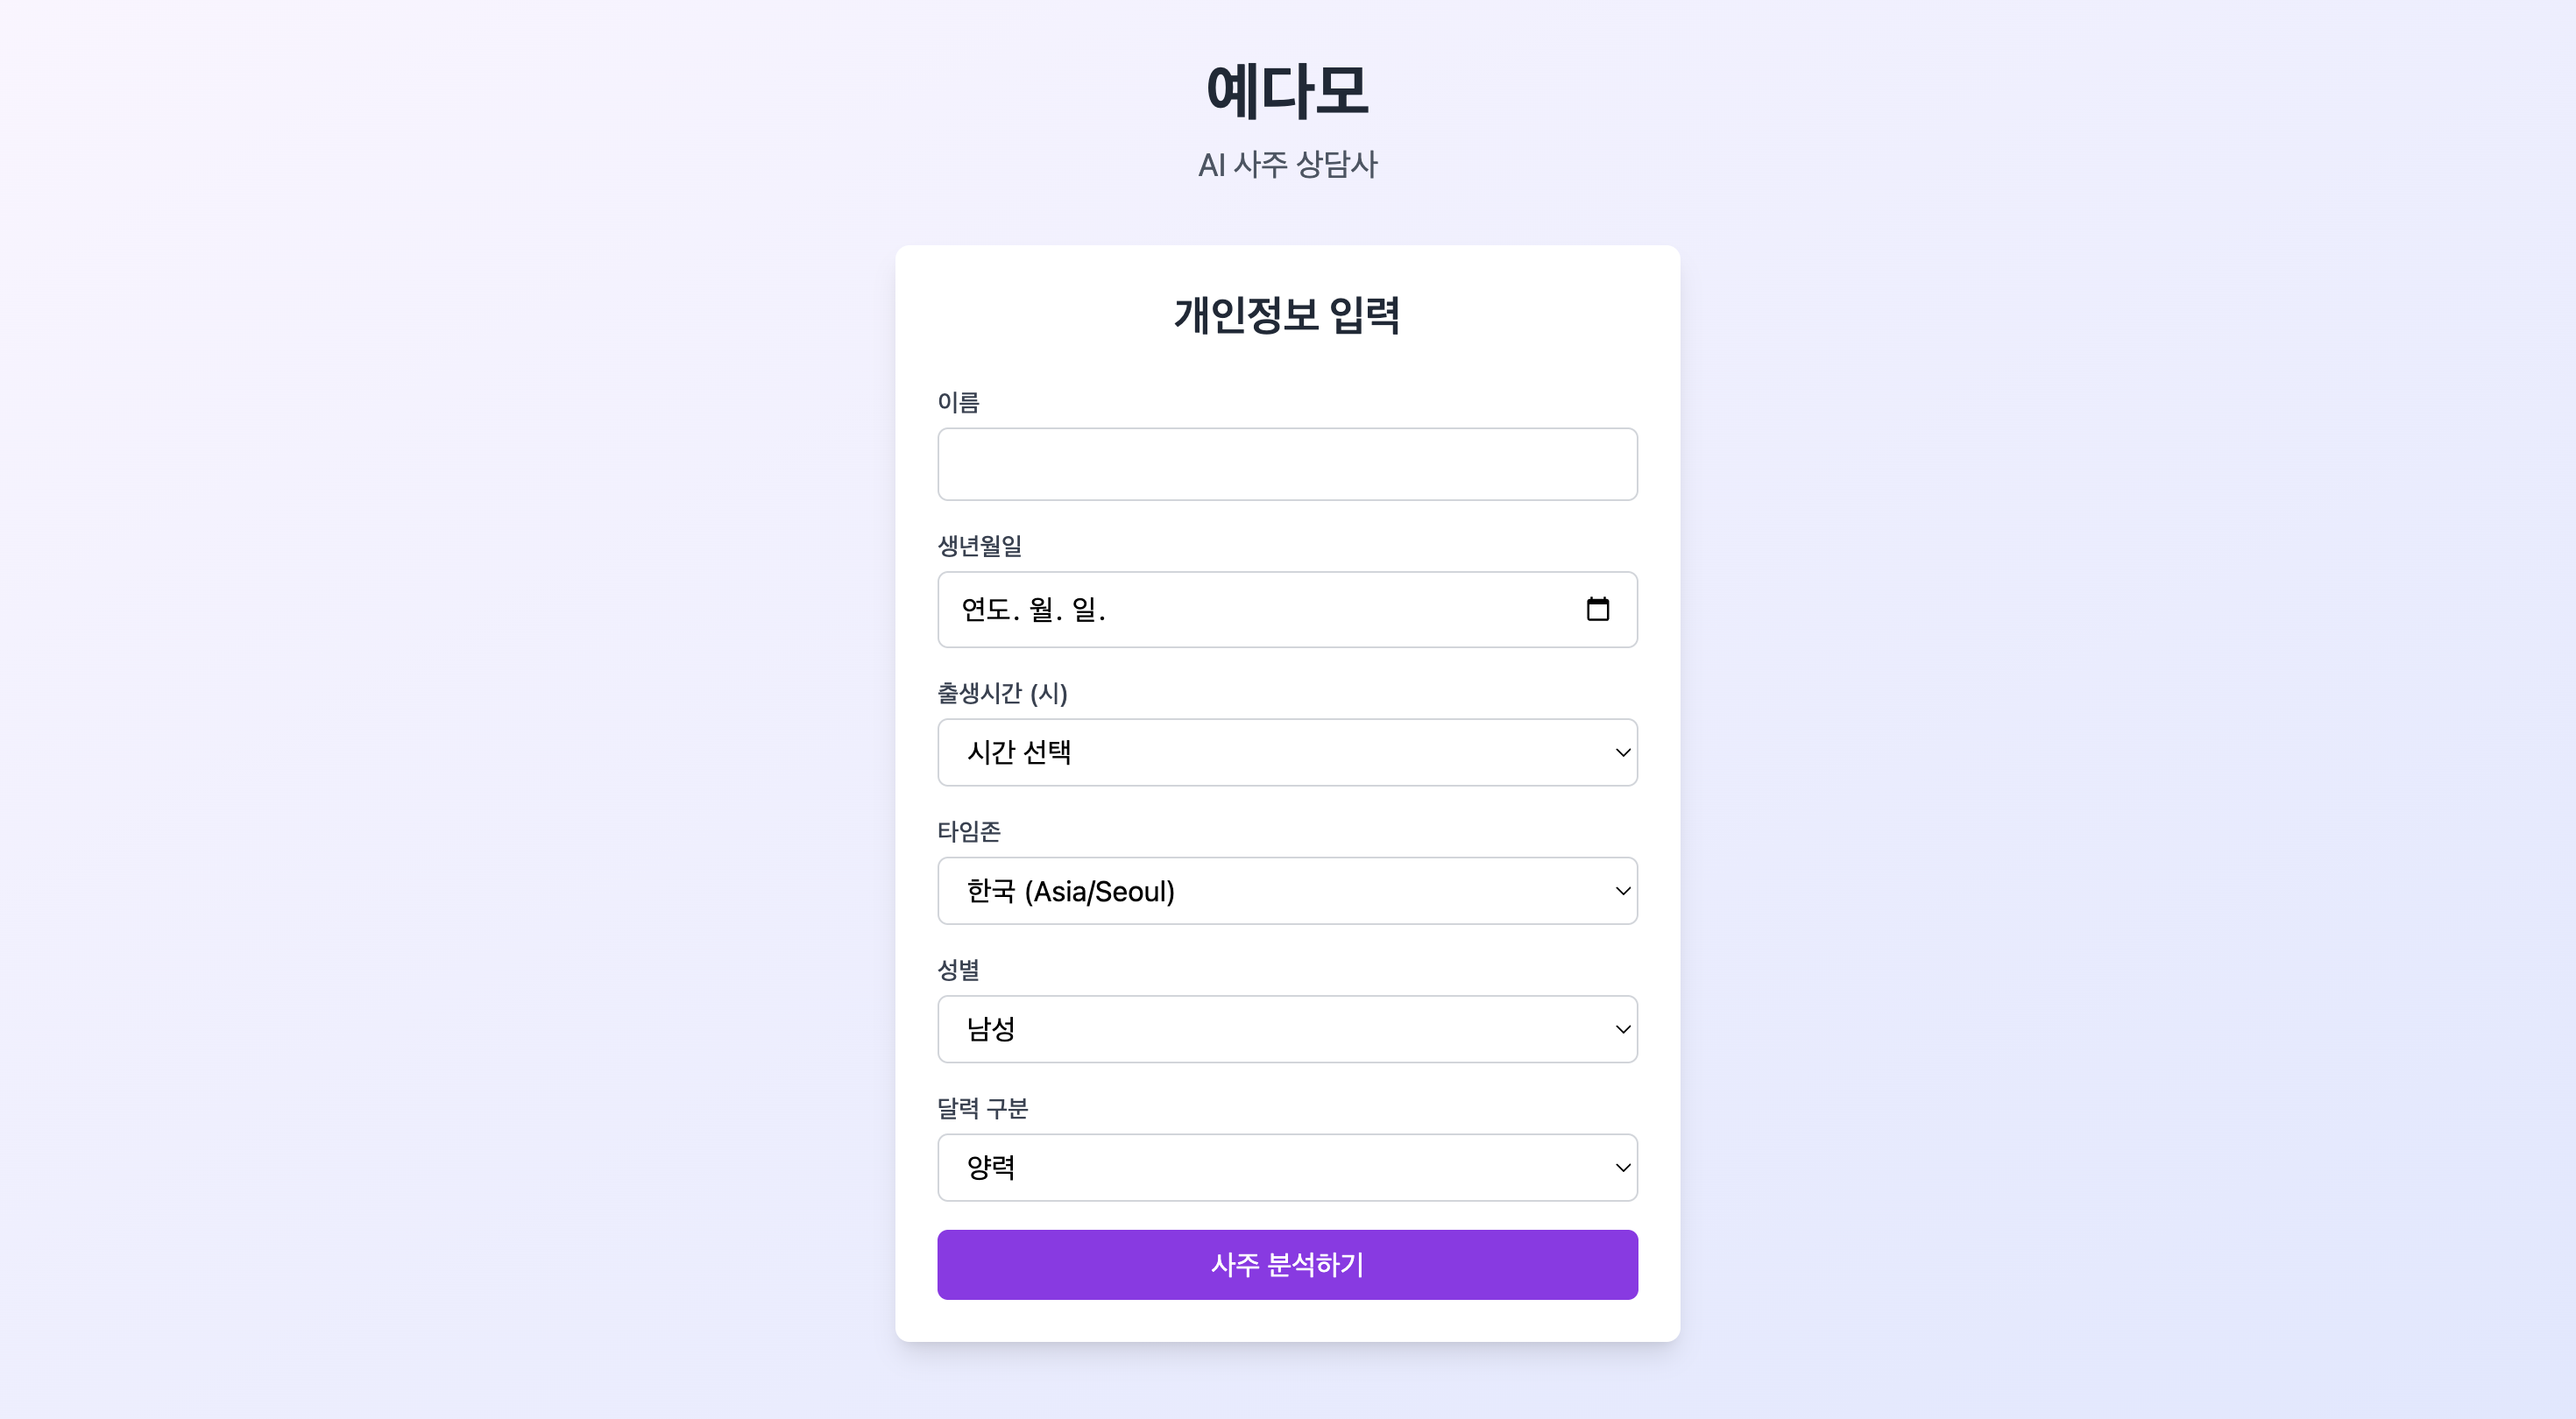 예다모
AI 사주 상담사
개인정보 입력
이름
생년월일
연도. 월. 일.
출생시간 (시)
시간 선택
타임존
한국 (Asia/Seoul)
성별
남성
달력 구분
양력
사주 분석하기